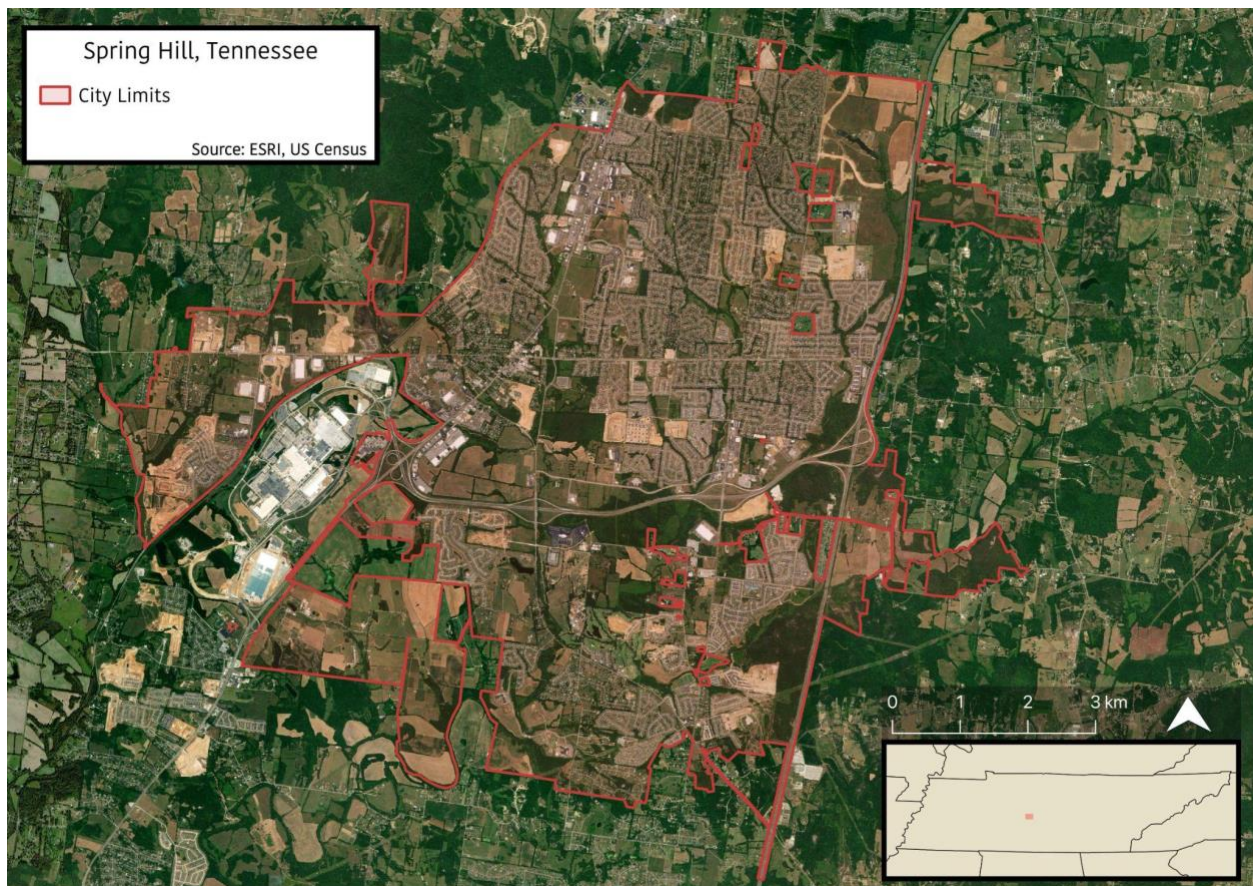 Spring Hill, Tennessee
City Limits
Source: ESRI, US Census
0 1 2 3 km